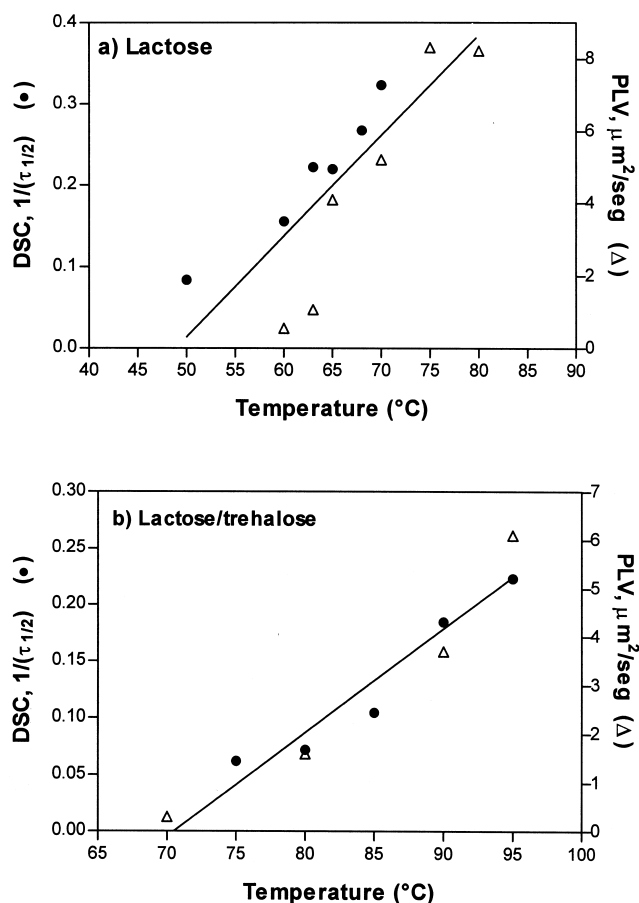 a) Lactose
DSC, 1/(τ1/2) (●)
0.4
0.3
0.2
0.1
0.0
PLV, μm²/seg (Δ)
8
6
4
2
0
40 45 50 55 60 65 70 75 80 85 90
Temperature (°C)
b) Lactose/trehalose
DSC, 1/(τ1/2) (●)
0.30
0.25
0.20
0.15
0.10
0.05
0.00
PLV, μm²/seg (Δ)
7
6
5
4
3
2
1
0
65 70 75 80 85 90 95 100
Temperature (°C)